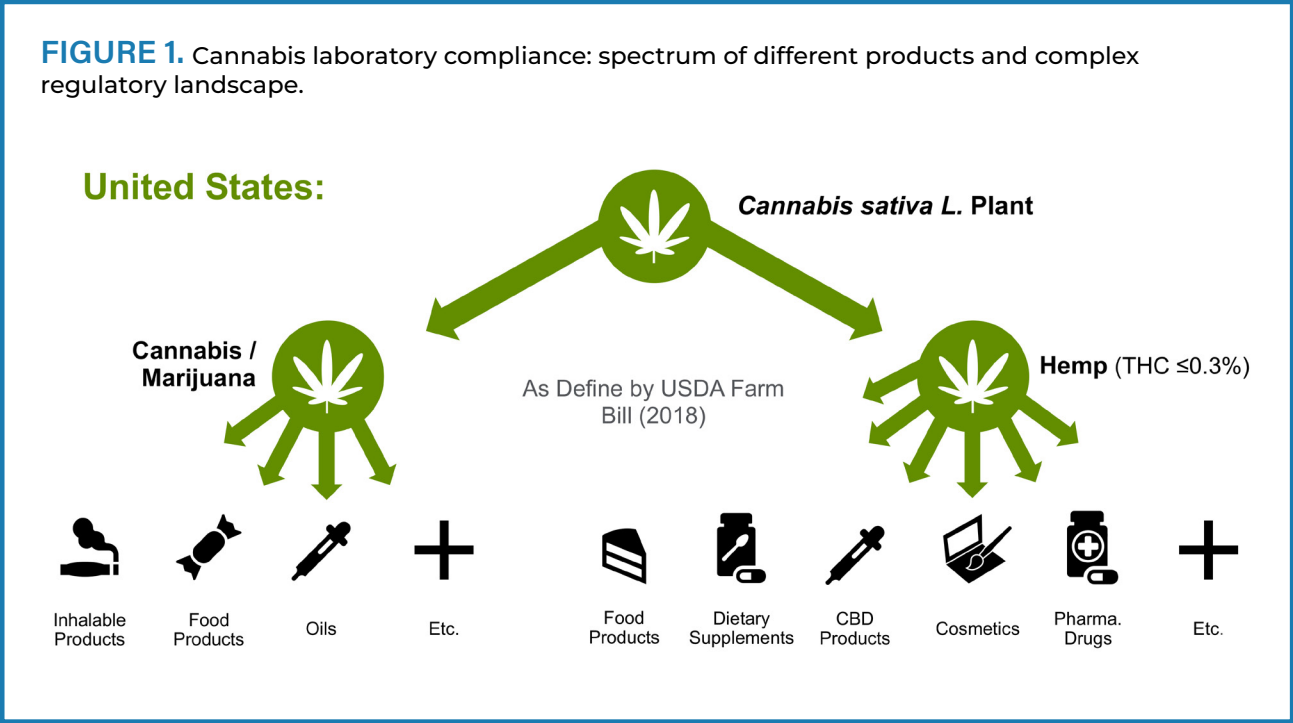 FIGURE 1. Cannabis laboratory compliance: spectrum of different products and complex
regulatory landscape.
United States:
Cannabis sativa L. Plant
Cannabis /
Marijuana
Hemp (THC ≤0.3%)
As Define by USDA Farm
Bill (2018)
Inhalable
Products
Food
Products
Oils
Etc.
Food
Products
Dietary
Supplements
CBD
Products
Cosmetics
Pharma.
Drugs
Etc.